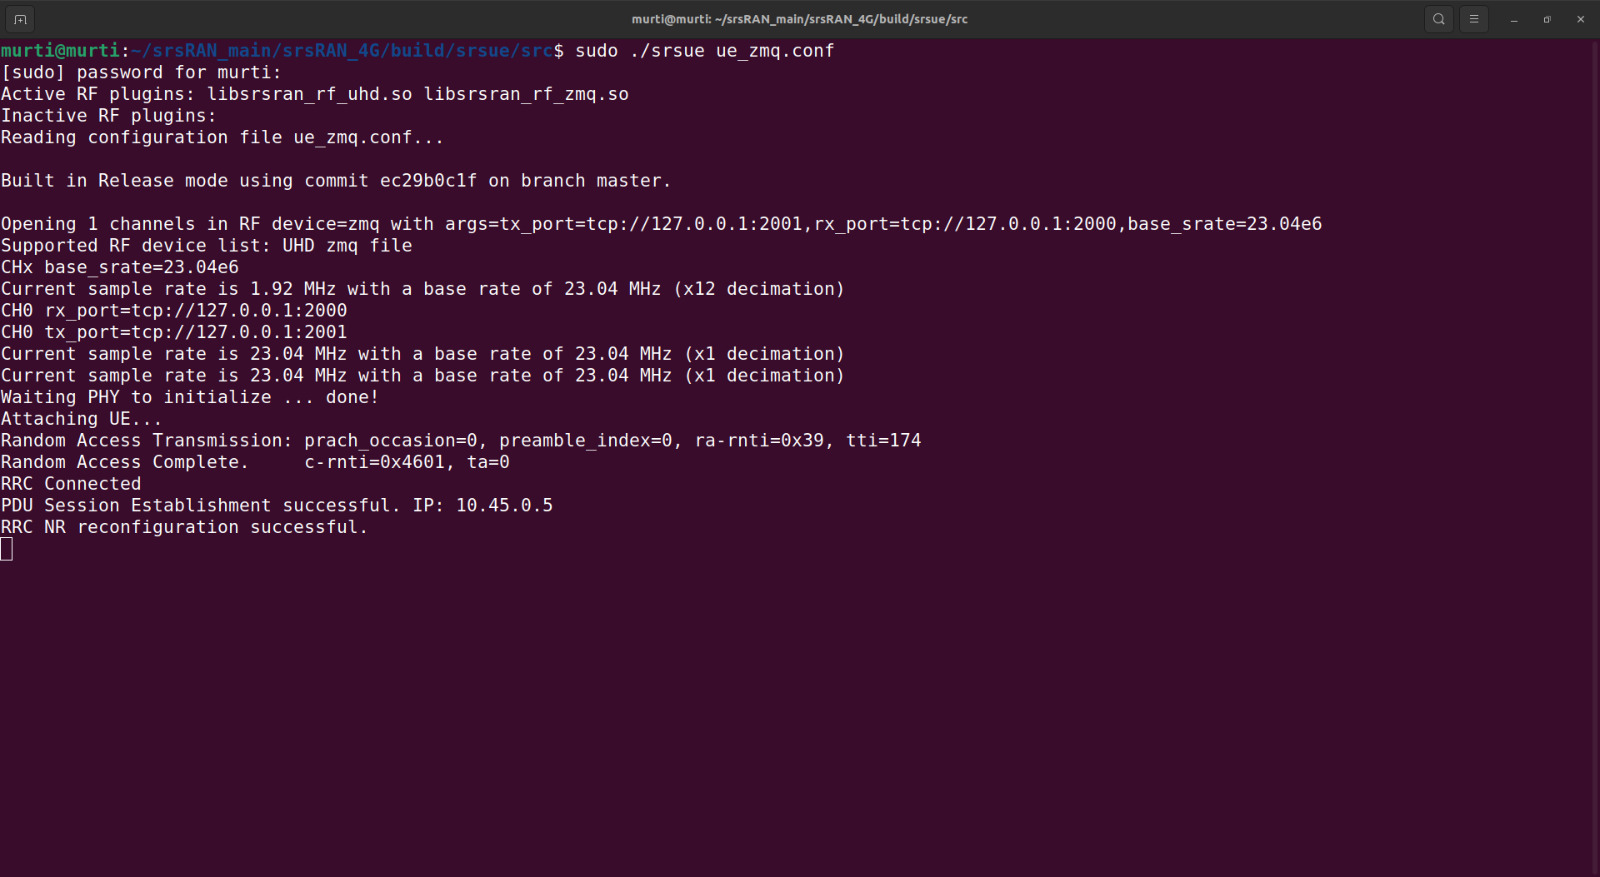 murti@murti: ~/srsRAN_main/srsRAN_4G/build/srsue/src
murti@murti:~/srsRAN_main/srsRAN_4G/build/srsue/src$ sudo ./srsue ue_zmq.conf
[sudo] password for murti:
Active RF plugins: libsrsran_rf_uhd.so libsrsran_rf_zmq.so
Inactive RF plugins:
Reading configuration file ue_zmq.conf...
Built in Release mode using commit ec29b0c1f on branch master.
Opening 1 channels in RF device=zmq with args=tx_port=tcp://127.0.0.1:2001,rx_port=tcp://127.0.0.1:2000,base_srate=23.04e6
Supported RF device list: UHD zmq file
CHx base_srate=23.04e6
Current sample rate is 1.92 MHz with a base rate of 23.04 MHz (x12 decimation)
CH0 rx_port=tcp://127.0.0.1:2000
CH0 tx_port=tcp://127.0.0.1:2001
Current sample rate is 23.04 MHz with a base rate of 23.04 MHz (x1 decimation)
Current sample rate is 23.04 MHz with a base rate of 23.04 MHz (x1 decimation)
Waiting PHY to initialize ... done!
Attaching UE...
Random Access Transmission: prach_occasion=0, preamble_index=0, ra-rnti=0x39, tti=174
Random Access Complete.     c-rnti=0x4601, ta=0
RRC Connected
PDU Session Establishment successful. IP: 10.45.0.5
RRC NR reconfiguration successful.